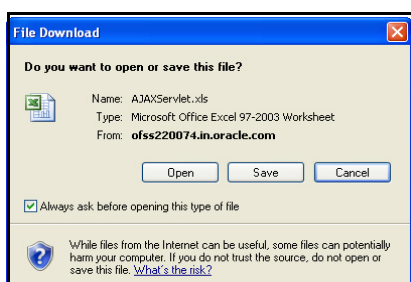 File Download
Do you want to open or save this file?
Name: AJAXServlet.xls
Type: Microsoft Office Excel 97-2003 Worksheet
From: ofss220074.in.oracle.com
Open Save Cancel
Always ask before opening this type of file
While files from the Internet can be useful, some files can potentially
harm your computer. If you do not trust the source, do not open or
save this file. What's the risk?